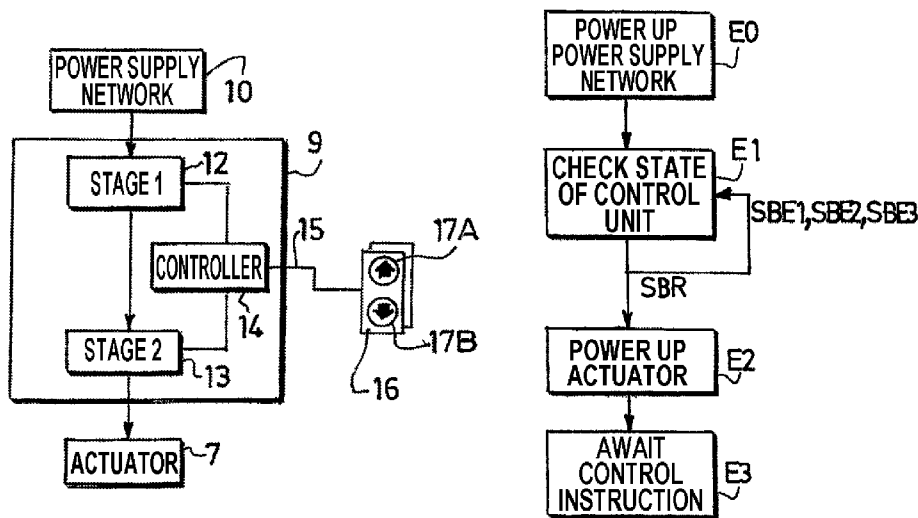 POWER SUPPLY
NETWORK
10
9
12
STAGE 1
15
17A
CONTROLLER
14
STAGE 2
13
16
17B
ACTUATOR
7
POWER UP
POWER SUPPLY
NETWORK
E0
CHECK STATE
OF CONTROL
UNIT
E1
SBE1,SBE2,SBE3
SBR
POWER UP
ACTUATOR
E2
AWAIT
CONTROL
INSTRUCTION
E3